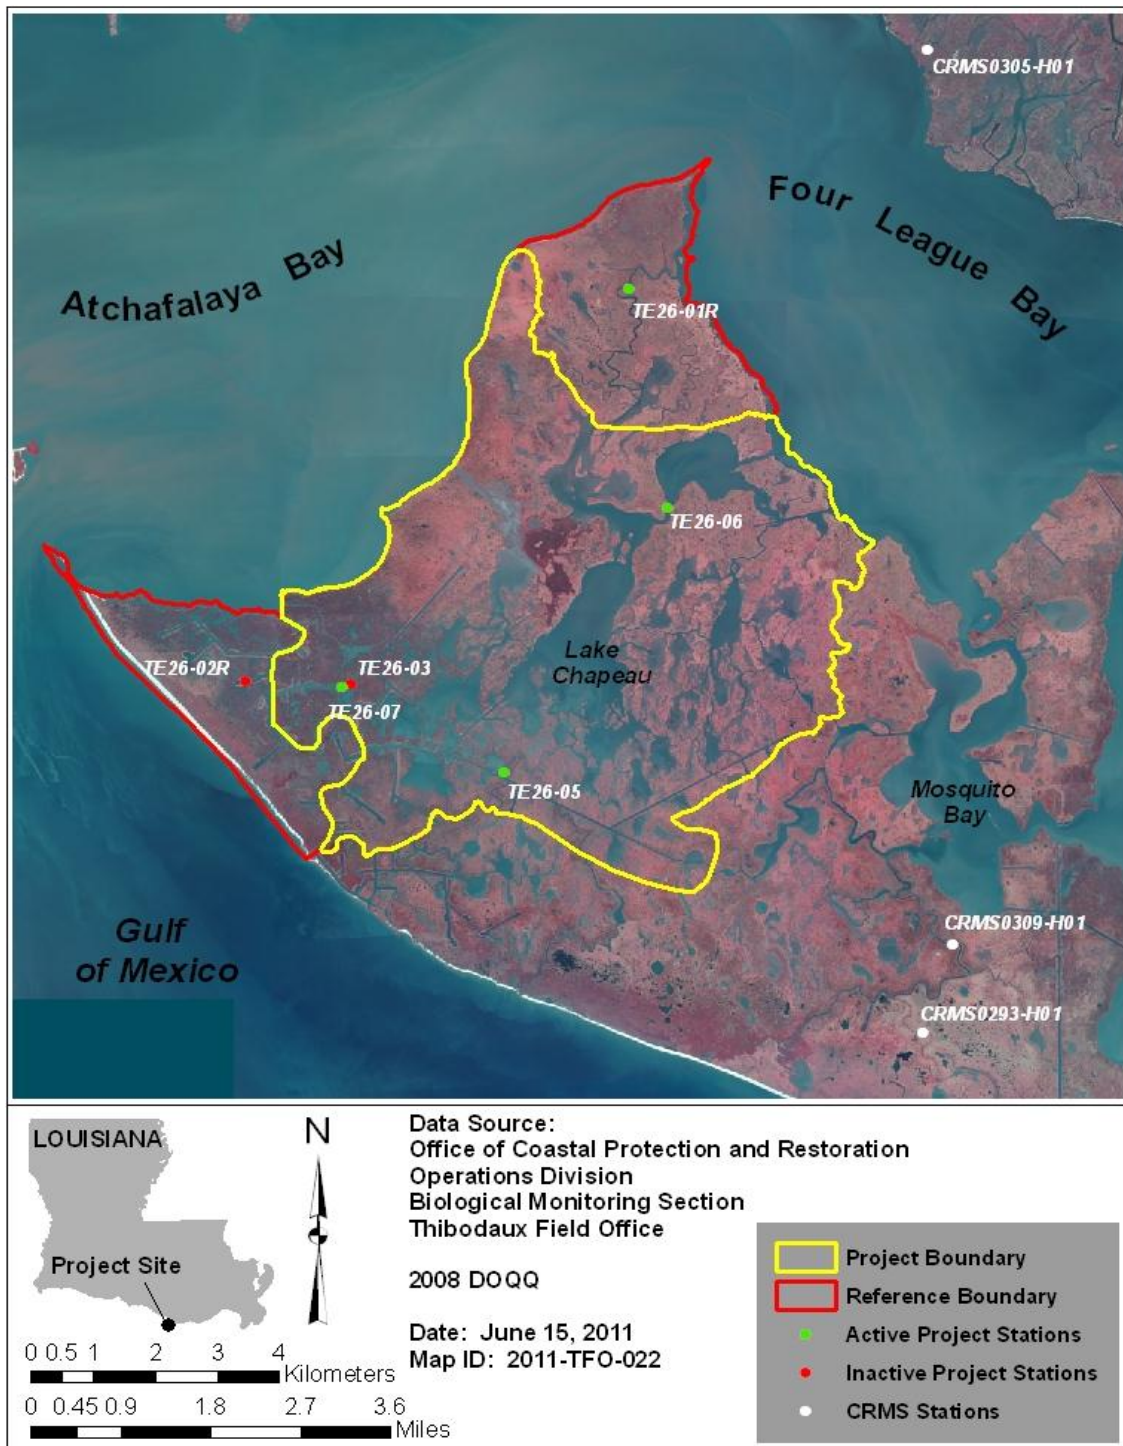 CRMS0305-H01
Four League Bay
Atchafalaya Bay
TE26-01R
TE26-06
Lake
Chapeau
TE26-02R
TE26-03
TE26-07
TE26-05
Mosquito
Bay
Gulf
of Mexico
CRMS0309-H01
CRMS0293-H01
LOUISIANA
Project Site
N
Data Source:
Office of Coastal Protection and Restoration
Operations Division
Biological Monitoring Section
Thibodaux Field Office
2008 DOQQ
Date: June 15, 2011
Map ID: 2011-TFO-022
0 0.5 1 2 3 4
Kilometers
0 0.45 0.9 1.8 2.7 3.6
Miles
Project Boundary
Reference Boundary
Active Project Stations
Inactive Project Stations
CRMS Stations